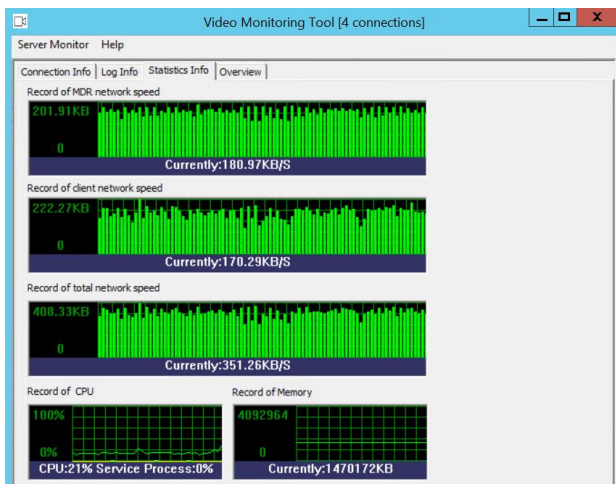 Video Monitoring Tool [4 connections]
Server Monitor Help
Connection Info Log Info Statistics Info Overview
Record of MDR network speed
201.91KB
0
Currently:180.97KB/S
Record of client network speed
222.27KB
0
Currently:170.29KB/S
Record of total network speed
408.33KB
0
Currently:351.26KB/S
Record of CPU Record of Memory
100% 4092964
0% 0
CPU:21% Service Process:0% Currently:1470172KB